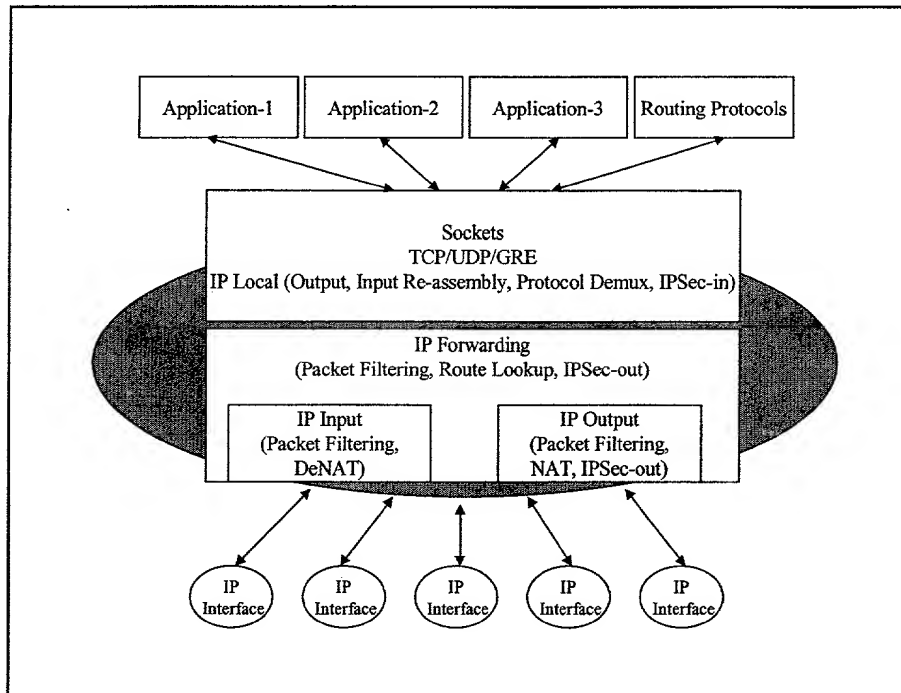 Application-1
Application-2
Application-3
Routing Protocols
Sockets
TCP/UDP/GRE
IP Local (Output, Input Re-assembly, Protocol Demux, IPSec-in)
IP Forwarding
(Packet Filtering, Route Lookup, IPSec-out)
IP Input
(Packet Filtering,
DeNAT)
IP Output
(Packet Filtering,
NAT, IPSec-out)
IP
Interface
IP
Interface
IP
Interface
IP
Interface
IP
Interface